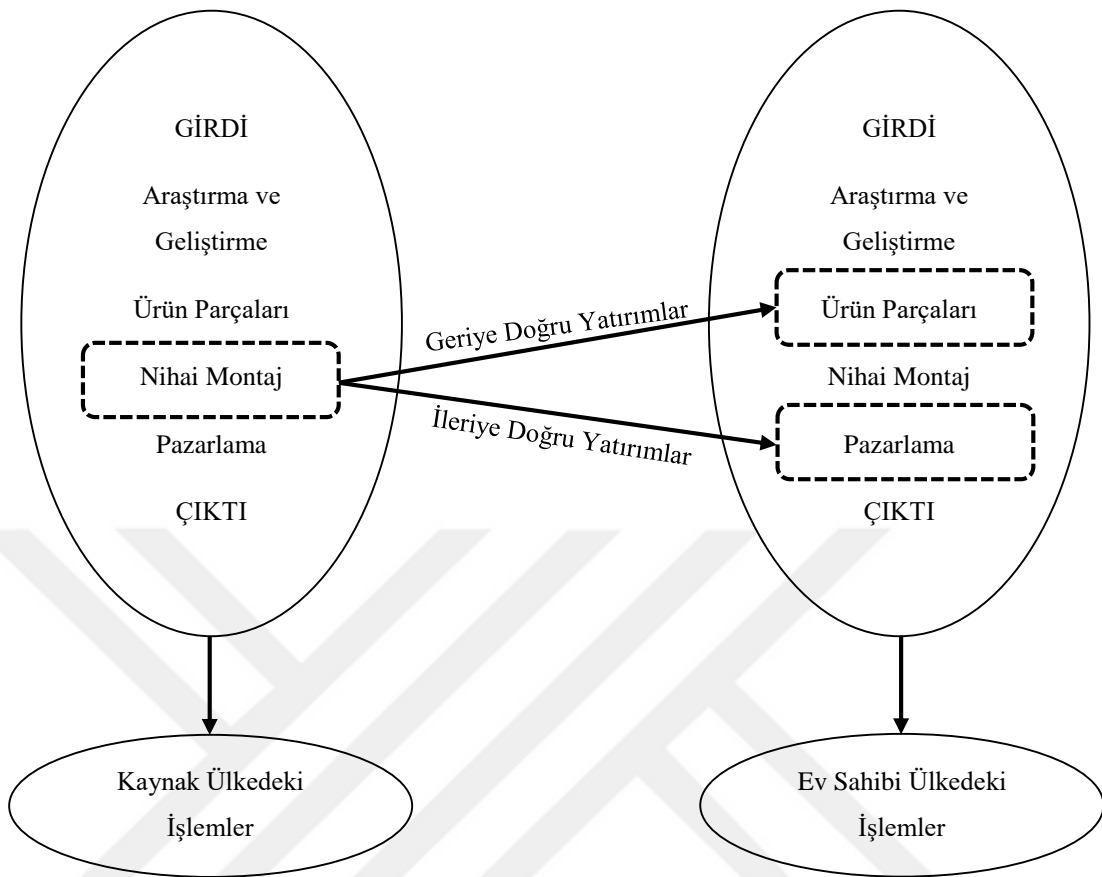 GİRDİ
Araştırma ve
Geliştirme
Ürün Parçaları
Nihai Montaj
Pazarlama
ÇIKTI
Geriye Doğru Yatırımlar
İleriye Doğru Yatırımlar
GİRDİ
Araştırma ve
Geliştirme
Ürün Parçaları
Nihai Montaj
Pazarlama
ÇIKTI
Kaynak Ülkedeki
İşlemler
Ev Sahibi Ülkedeki
İşlemler